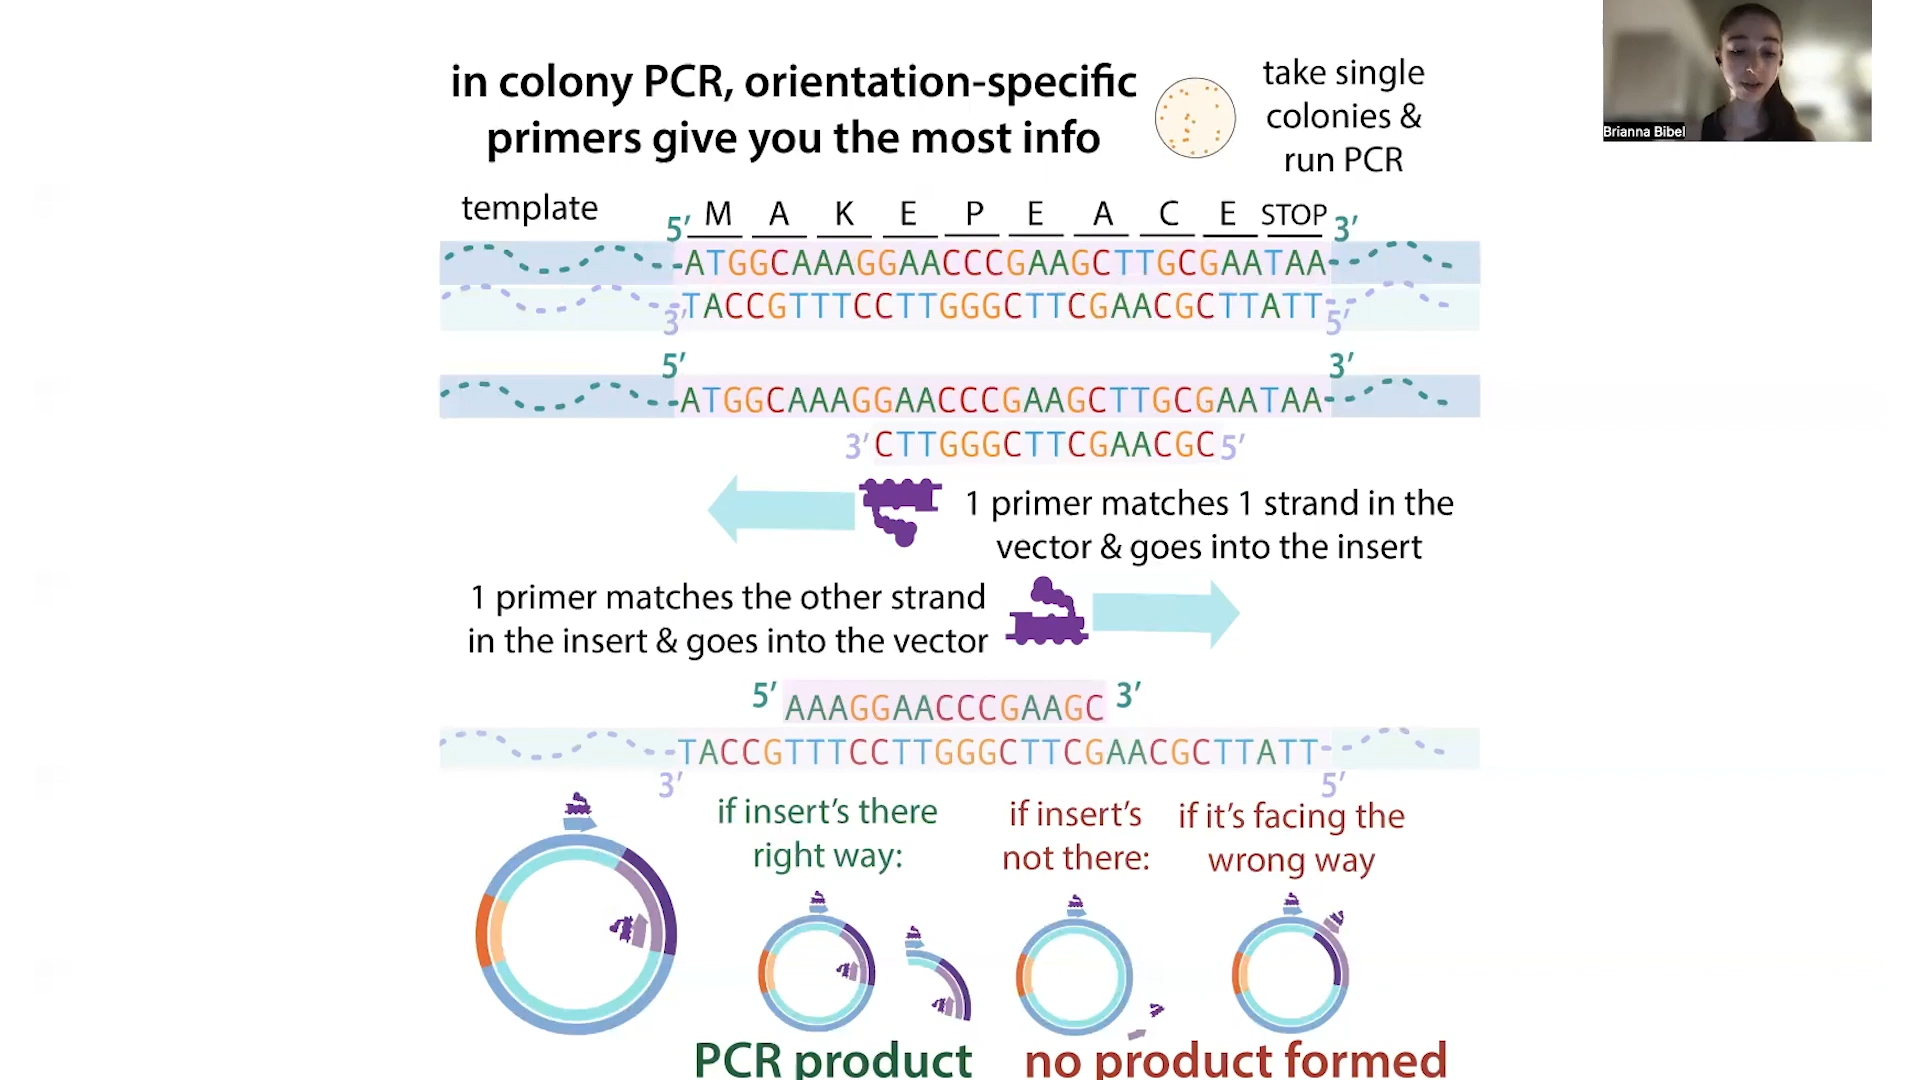 in colony PCR, orientation-specific
primers give you the most info
take single
colonies &
run PCR
Brianna Bibel
template
5’ M A K E P E A C E STOP 3’
ATGGCAAAGGAACCCGAAGCTTGCGAATAA
TACCGTTTCCTTGGGCTTCGAACGCTTATT
3’ 5’
5’ 3’
ATGGCAAAGGAACCCGAAGCTTGCGAATAA
3’ CTTGGGCTTCGAACGC 5’
1 primer matches 1 strand in the
vector & goes into the insert
1 primer matches the other strand
in the insert & goes into the vector
5’ AAAGGAACCCGAAGC 3’
TACCGTTTCCTTGGGCTTCGAACGCTTATT
3’ 5’
if insert’s there
right way:
if insert’s
not there:
if it’s facing the
wrong way
PCR product
no product formed